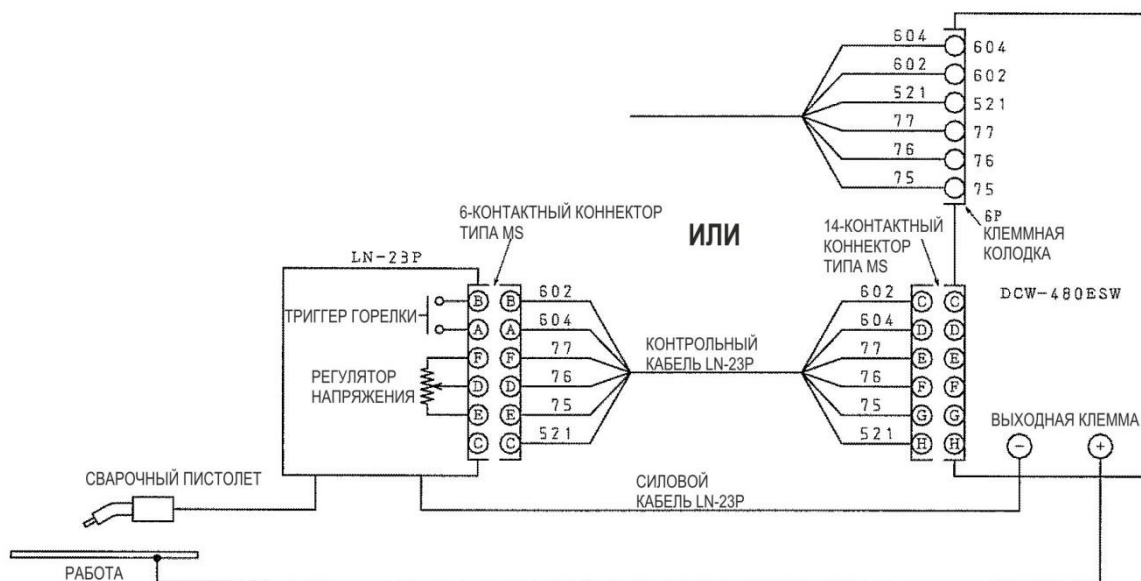 604
604
602
602
521
521
77
77
76
76
75
75
6P
КЛЕММНАЯ
КОЛОДКА
6-КОНТАКТНЫЙ КОННЕКТОР
ТИПА MS
ИЛИ
14-КОНТАКТНЫЙ
КОННЕКТОР
ТИПА MS
LN-23P
DCW-480ESW
B B 602
602 C C
ТРИГГЕР ГОРЕЛКИ
A A 604
604 D D
F F 77
77 E E
КОНТРОЛЬНЫЙ
КАБЕЛЬ LN-23P
РЕГУЛЯТОР
НАПРЯЖЕНИЯ
D D 76
76 F F
E E 75
75 G G
C C 521
521 H H
ВЫХОДНАЯ КЛЕММА
− +
СВАРОЧНЫЙ ПИСТОЛЕТ
СИЛОВОЙ
КАБЕЛЬ LN-23P
РАБОТА